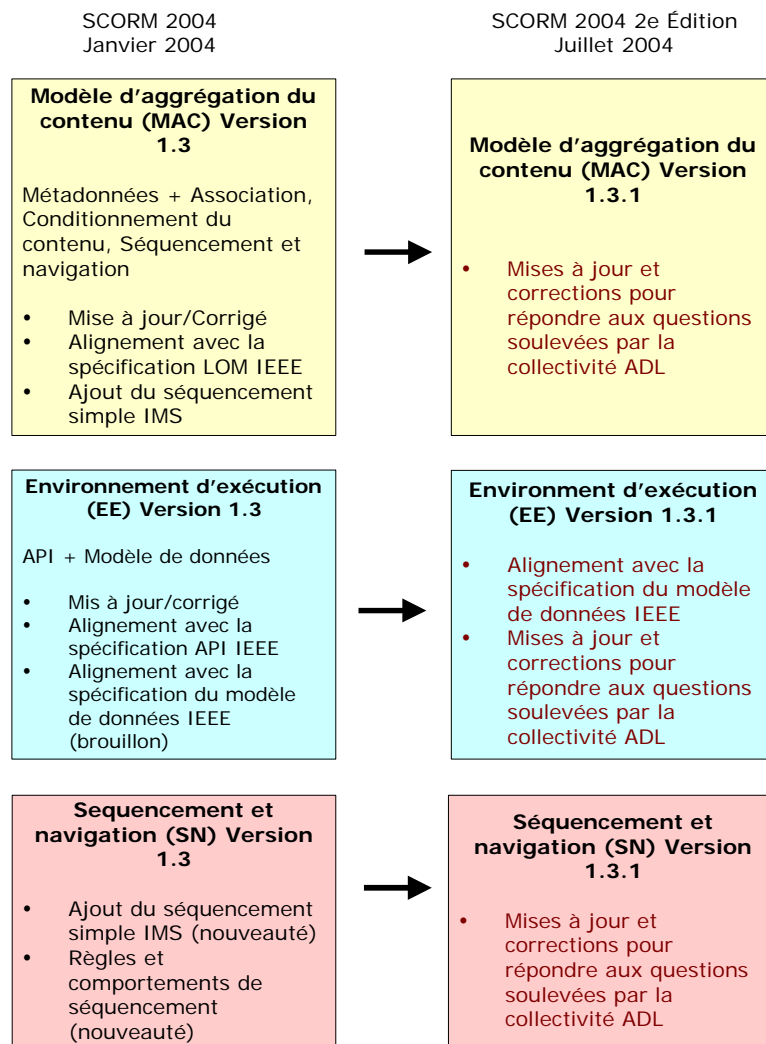 SCORM 2004
Janvier 2004
SCORM 2004 2e Édition
Juillet 2004
Modèle d'aggrégation du
contenu (MAC) Version
1.3
Métadonnées + Association,
Conditionnement du
contenu, Séquencement et
navigation
• Mise à jour/Corrigé
• Alignement avec la
spécification LOM IEEE
• Ajout du séquencement
simple IMS
Modèle d'aggrégation du
contenu (MAC) Version
1.3.1
• Mises à jour et
corrections pour
répondre aux questions
soulevées par la
collectivité ADL
Environnement d'exécution
(EE) Version 1.3
API + Modèle de données
• Mis à jour/corrigé
• Alignement avec la
spécification API IEEE
• Alignement avec la
spécification du modèle
de données IEEE
(brouillon)
Environment d'exécution
(EE) Version 1.3.1
• Alignement avec la
spécification du modèle
de données IEEE
• Mises à jour et
corrections pour
répondre aux questions
soulevées par la
collectivité ADL
Sequencement et
navigation (SN) Version
1.3
• Ajout du séquencement
simple IMS (nouveauté)
• Règles et
comportements de
séquencement
(nouveauté)
Séquencement et
navigation (SN) Version
1.3.1
• Mises à jour et
corrections pour
répondre aux questions
soulevées par la
collectivité ADL